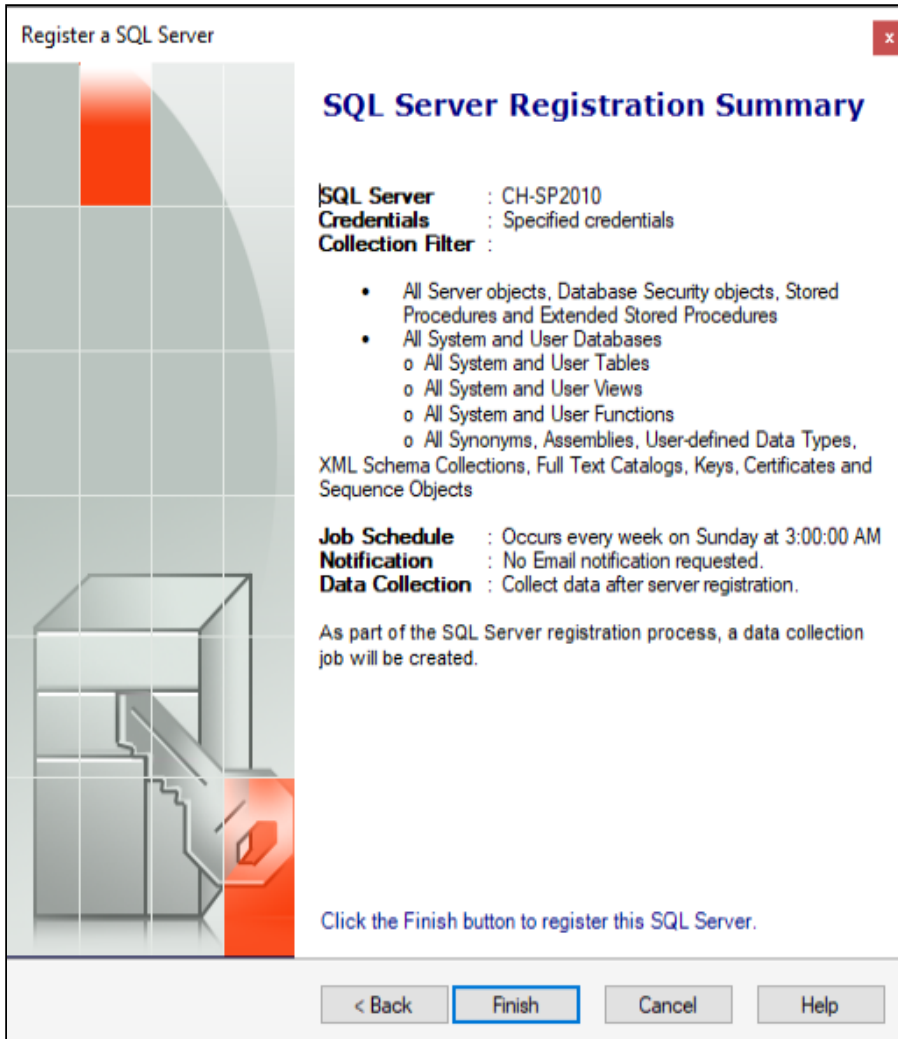 Register a SQL Server
x
SQL Server Registration Summary
SQL Server : CH-SP2010
Credentials : Specified credentials
Collection Filter :
• All Server objects, Database Security objects, Stored
Procedures and Extended Stored Procedures
• All System and User Databases
o All System and User Tables
o All System and User Views
o All System and User Functions
o All Synonyms, Assemblies, User-defined Data Types,
XML Schema Collections, Full Text Catalogs, Keys, Certificates and
Sequence Objects
Job Schedule : Occurs every week on Sunday at 3:00:00 AM
Notification : No Email notification requested.
Data Collection : Collect data after server registration.
As part of the SQL Server registration process, a data collection
job will be created.
Click the Finish button to register this SQL Server.
< Back Finish Cancel Help